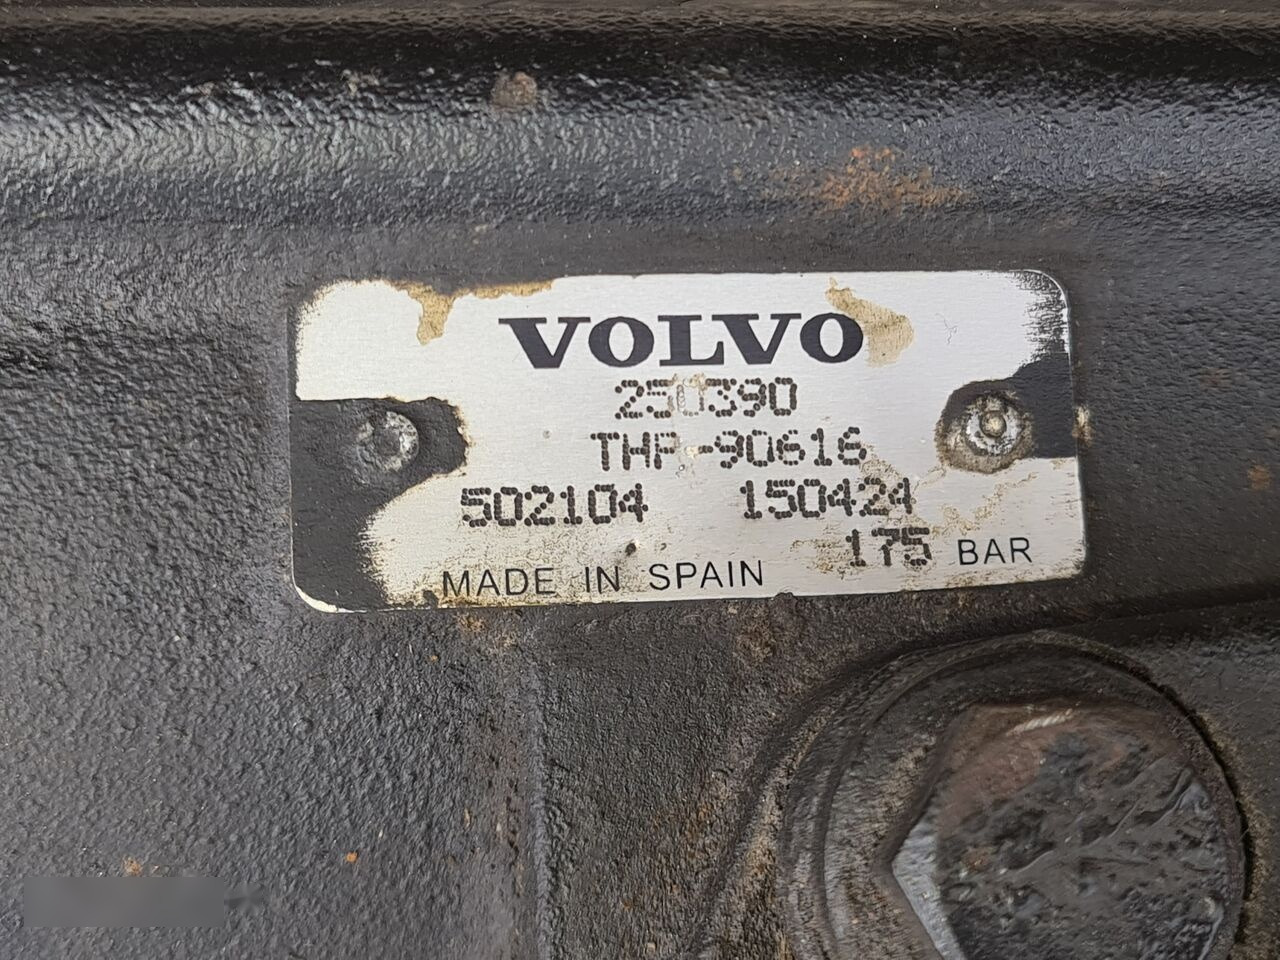 VOLVO
250390
THP-90616
502104 150424
175 BAR
MADE IN SPAIN